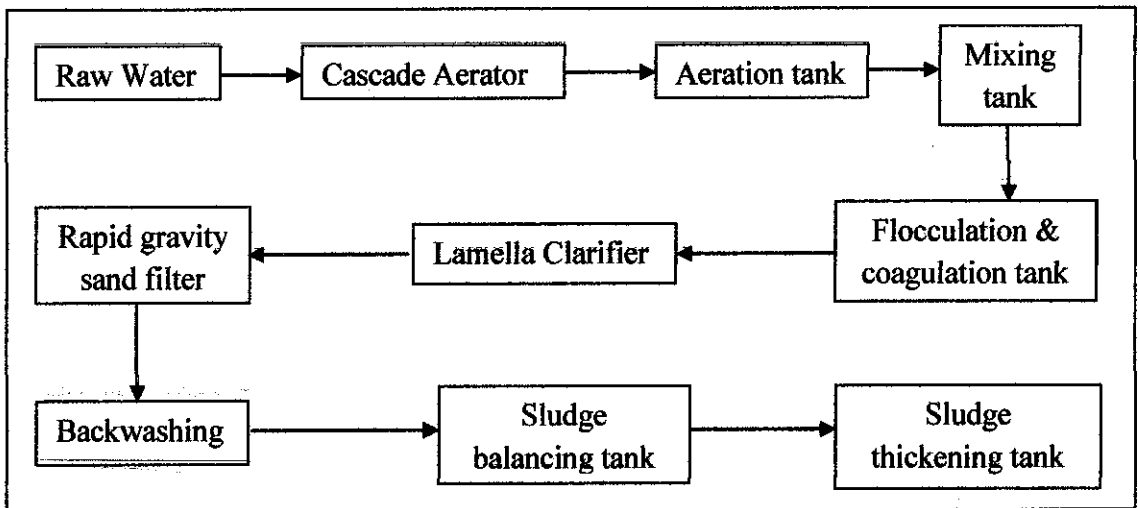 Raw Water
Cascade Aerator
Aeration tank
Mixing
tank
Flocculation &
coagulation tank
Lamella Clarifier
Rapid gravity
sand filter
Backwashing
Sludge
balancing tank
Sludge
thickening tank